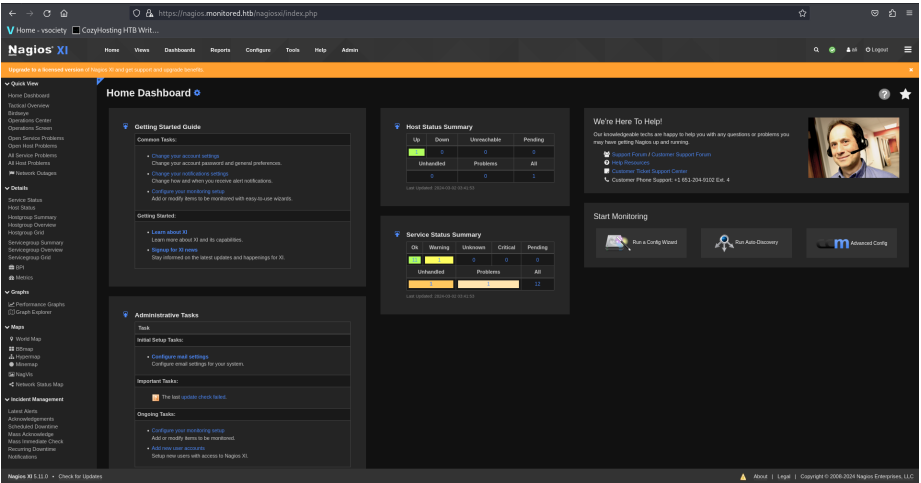 https://nagios.monitored.htb/nagiosxi/index.php
Home - vsociety CozyHosting HTB Writ...
Nagios XI Home Views Dashboards Reports Configure Tools Help Admin Logout
Upgrade to a licensed version of Nagios XI and get support and upgrade benefits.
Quick View
Home Dashboard
Tactical Overview
Birdseye
Operations Center
Operations Screen
Open Service Problems
Open Host Problems
All Service Problems
All Host Problems
Network Outages
Details
Service Status
Host Status
Hostgroup Summary
Hostgroup Overview
Hostgroup Grid
Servicegroup Summary
Servicegroup Overview
Servicegroup Grid
BPI
Metrics
Graphs
Performance Graphs
Graph Explorer
Maps
World Map
BBmap
Hypermap
Minemap
NagVis
Network Status Map
Incident Management
Latest Alerts
Acknowledgements
Scheduled Downtime
Mass Acknowledge
Mass Immediate Check
Recurring Downtime
Notifications
Home Dashboard
Getting Started Guide
Common Tasks:
Change your account settings
Change your account password and general preferences.
Change your notifications settings
Change how and when you receive alert notifications.
Configure your monitoring setup
Add or modify items to be monitored with easy-to-use wizards.
Getting Started:
Learn about XI
Learn more about XI and its capabilities.
Signup for XI news
Stay informed on the latest updates and happenings for XI.
Administrative Tasks
Task
Initial Setup Tasks:
Configure mail settings
Configure email settings for your system.
Important Tasks:
The last update check failed.
Ongoing Tasks:
Configure your monitoring setup
Add or modify items to be monitored.
Add new user accounts
Setup new users with access to Nagios XI.
Host Status Summary
Up Down Unreachable Pending
1 0 0 0
Unhandled Problems All
0 0 1
Service Status Summary
Ok Warning Unknown Critical Pending
1 0 0 0
Unhandled Problems All
1 1 12
We're Here To Help!
Our knowledgeable techs are happy to help you with any questions or problems you
may have getting Nagios up and running.
Support Forum / Customer Support Forum
Help Resources
Customer Ticket Support Center
Customer Phone Support: +1 651-204-9102 Ext. 4
Start Monitoring
Run a Config Wizard
Run Auto-Discovery
Advanced Config
Nagios XI 5.11.0 • Check for Updates
About | Legal | Copyright © 2008-2024 Nagios Enterprises, LLC